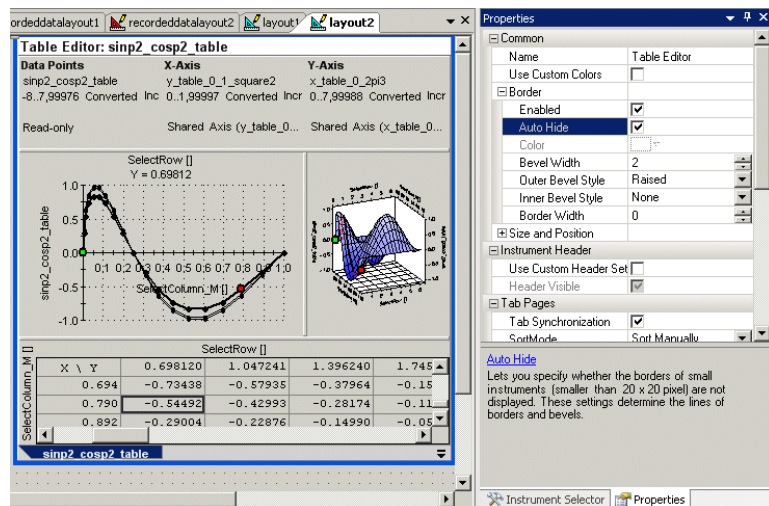 ordeddatalayout1 recordeddatalayout2 layout1 layout2
Table Editor: sinp2_cosp2_table
Data Points X-Axis Y-Axis
sinp2_cosp2_table y_table_0_1_square2 x_table_0_2pi3
-8..7,99976 Converted Inc 0..1,99997 Converted Incr 0..7,99988 Converted Incr
Read-only Shared Axis (y_table_0... Shared Axis (x_table_0...
SelectRow []
Y = 0.69812
sinp2_cosp2_table
1.0
0.5
0.0
-0.5
-1.0
0,1 0,2 0,3 0,4 0,5 0,6 0,7 0,8 0,9 1,0
SelectColumn_M []
SelectRow []
SelectColumn_M []
X \ Y 0.698120 1.047241 1.396240 1.745
0.694 -0.73438 -0.57935 -0.37964 -0.15
0.790 -0.54492 -0.42993 -0.28174 -0.11
0.892 -0.29004 -0.22876 -0.14990 -0.05
sinp2_cosp2_table
Properties
Common
Name Table Editor
Use Custom Colors
Border
Enabled
Auto Hide
Color
Bevel Width 2
Outer Bevel Style Raised
Inner Bevel Style None
Border Width 0
Size and Position
Instrument Header
Use Custom Header Set
Header Visible
Tab Pages
Tab Synchronization
SortMode Sort Manually
Auto Hide
Lets you specify whether the borders of small
instruments (smaller than 20 x 20 pixel) are not
displayed. These settings determine the lines of
borders and bevels.
Instrument Selector Properties